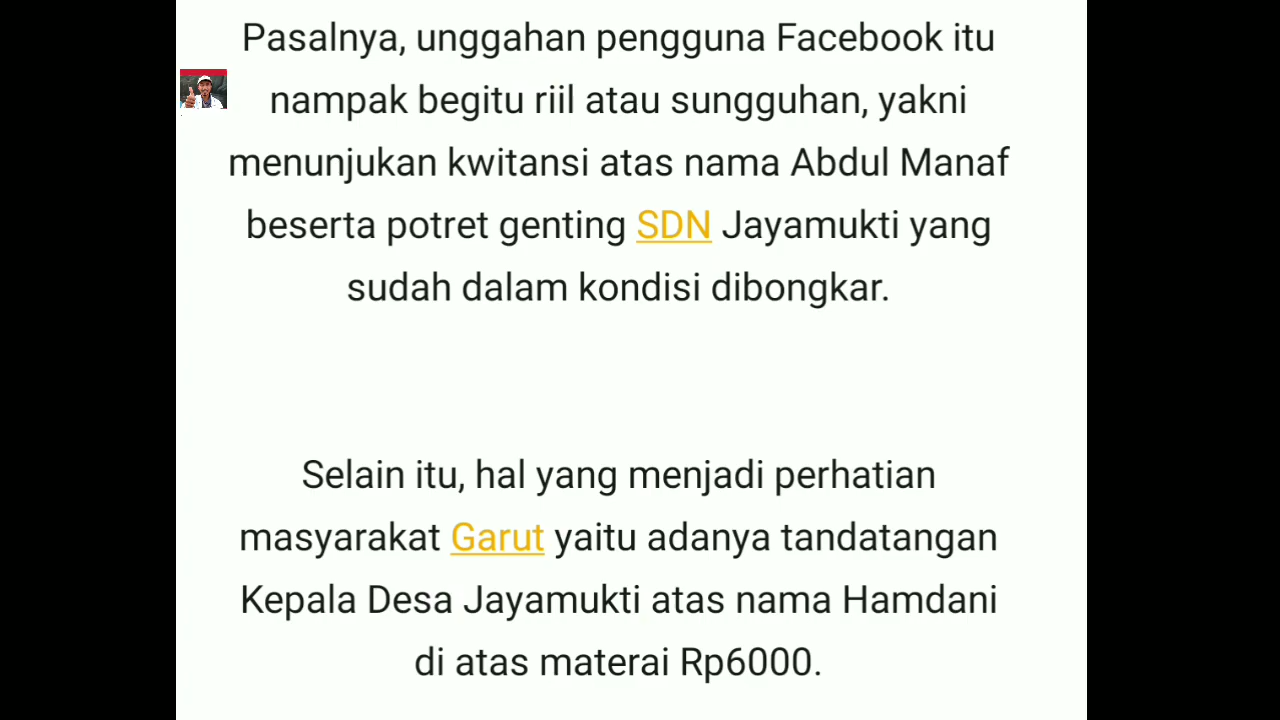 Pasalnya, unggahan pengguna Facebook itu
nampak begitu riil atau sungguhan, yakni
menunjukan kwitansi atas nama Abdul Manaf
beserta potret genting SDN Jayamukti yang
sudah dalam kondisi dibongkar.
Selain itu, hal yang menjadi perhatian
masyarakat Garut yaitu adanya tandatangan
Kepala Desa Jayamukti atas nama Hamdani
di atas materai Rp6000.